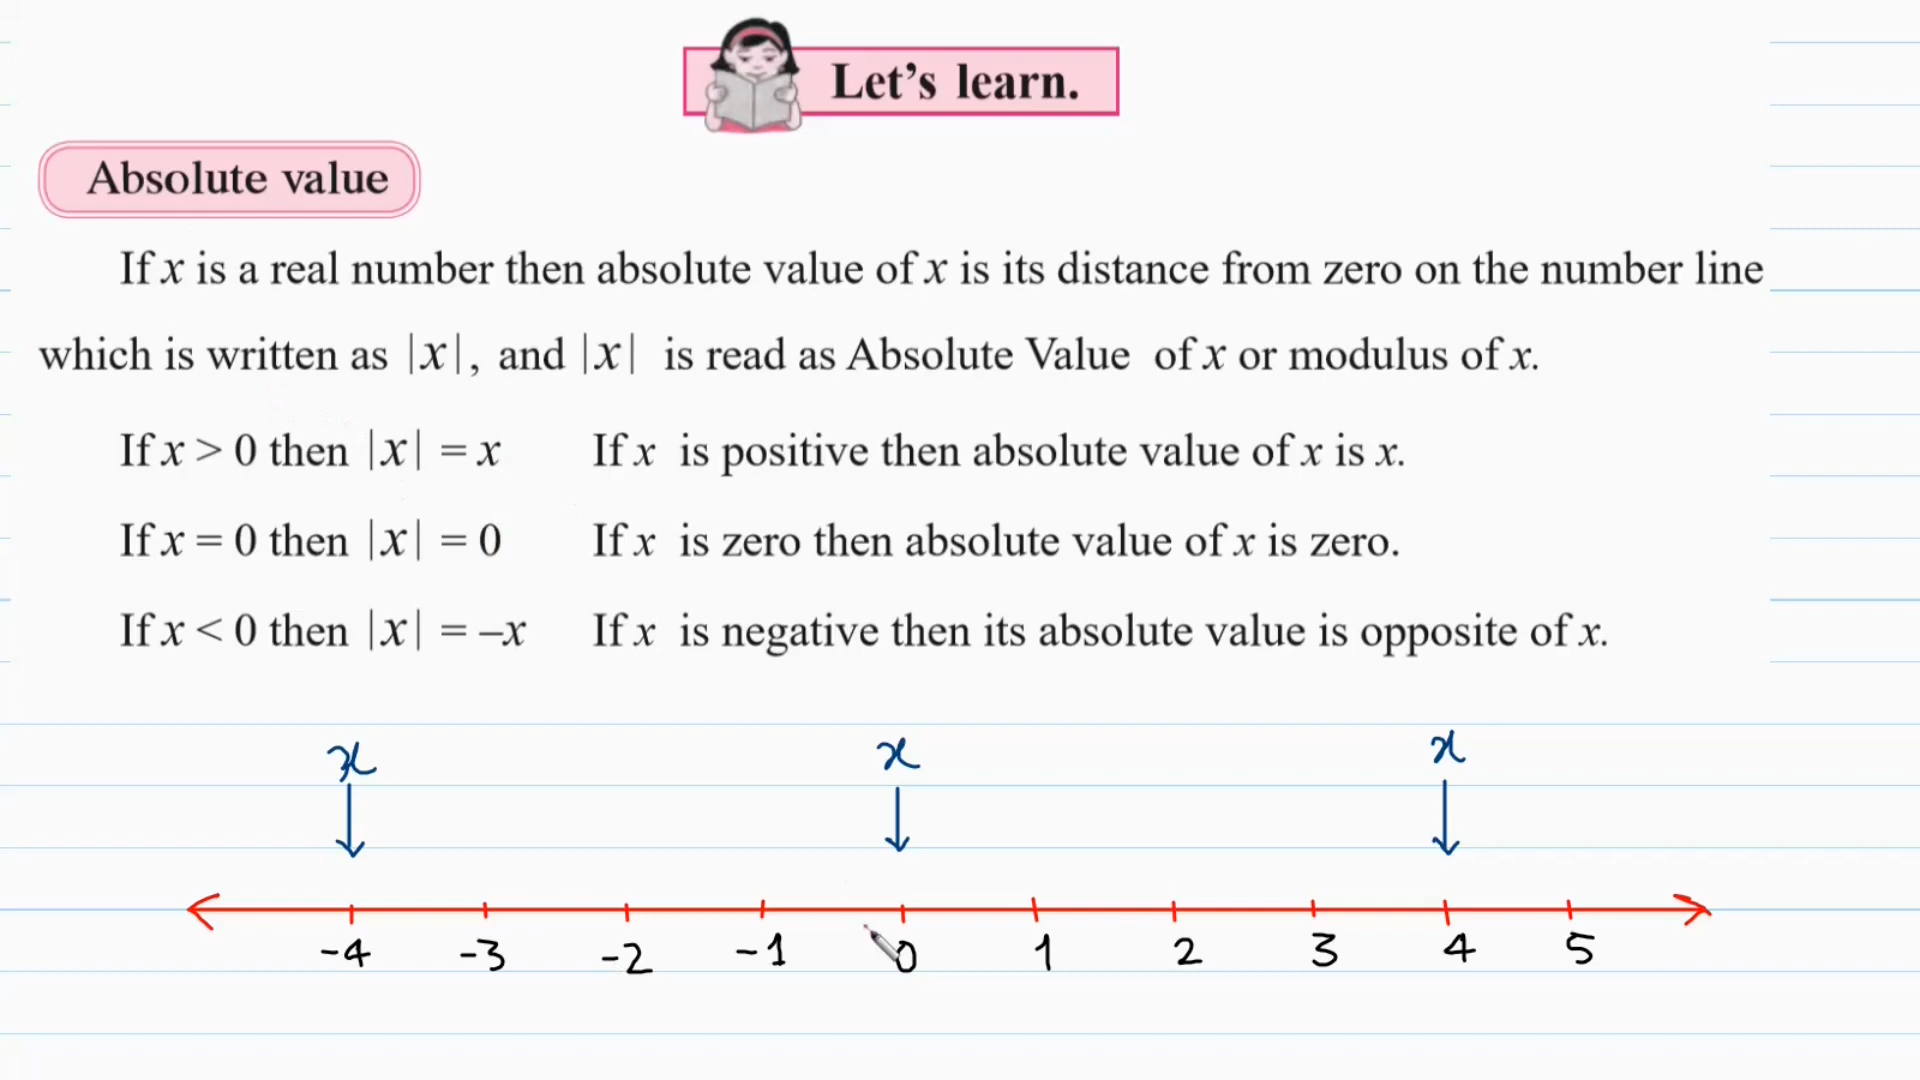 Let's learn.
Absolute value
If x is a real number then absolute value of x is its distance from zero on the number line
which is written as |x|, and |x| is read as Absolute Value of x or modulus of x.
If x > 0 then |x| = x If x is positive then absolute value of x is x.
If x = 0 then |x| = 0 If x is zero then absolute value of x is zero.
If x < 0 then |x| = –x If x is negative then its absolute value is opposite of x.
x x x
-4 -3 -2 -1 0 1 2 3 4 5